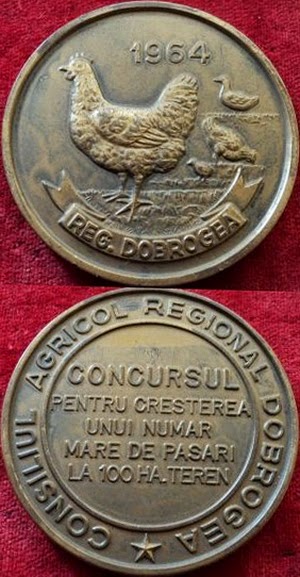 1964
REG. DOBROGEA
CONSILIUL AGRICOL REGIONAL DOBROGEA
CONCURSUL
PENTRU CRESTEREA
UNUI NUMAR
MARE DE PASARI
LA 100 HA. TEREN